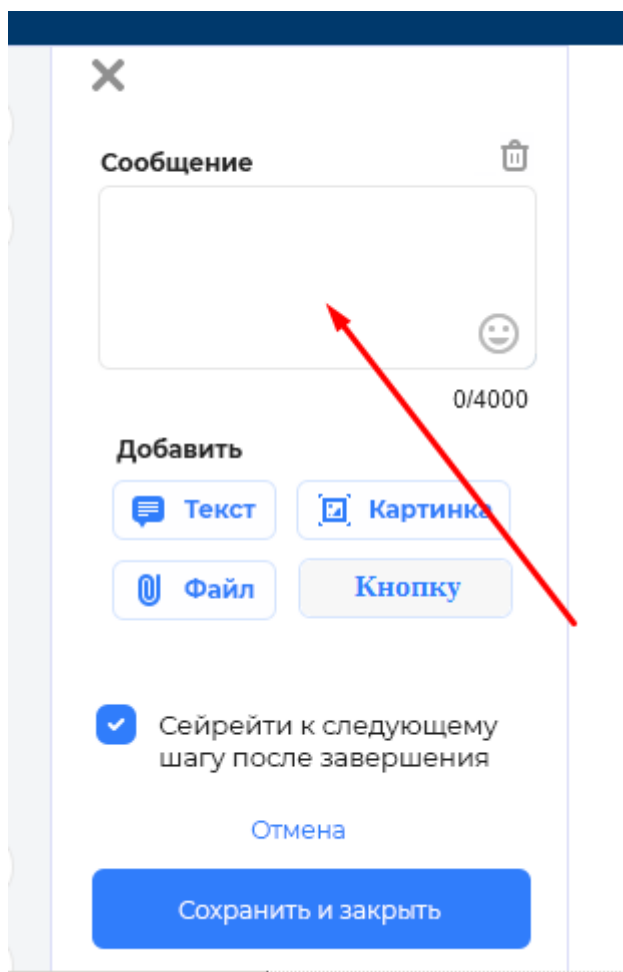 Сообщение
0/4000
Добавить
Текст
Картинка
Файл
Кнопку
Сейрейти к следующему
шагу после завершения
Отмена
Сохранить и закрыть